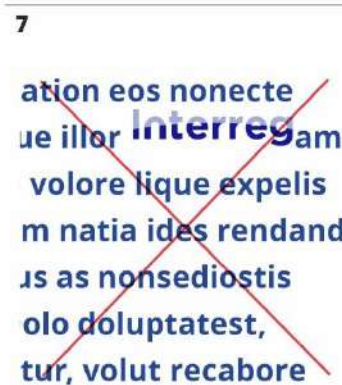 7
ation eos nonecte
ue illor Interreg am
volore lique expelis
m natia ides rendand
us as nonsediostis
olo doluptatest,
tur, volut recabore